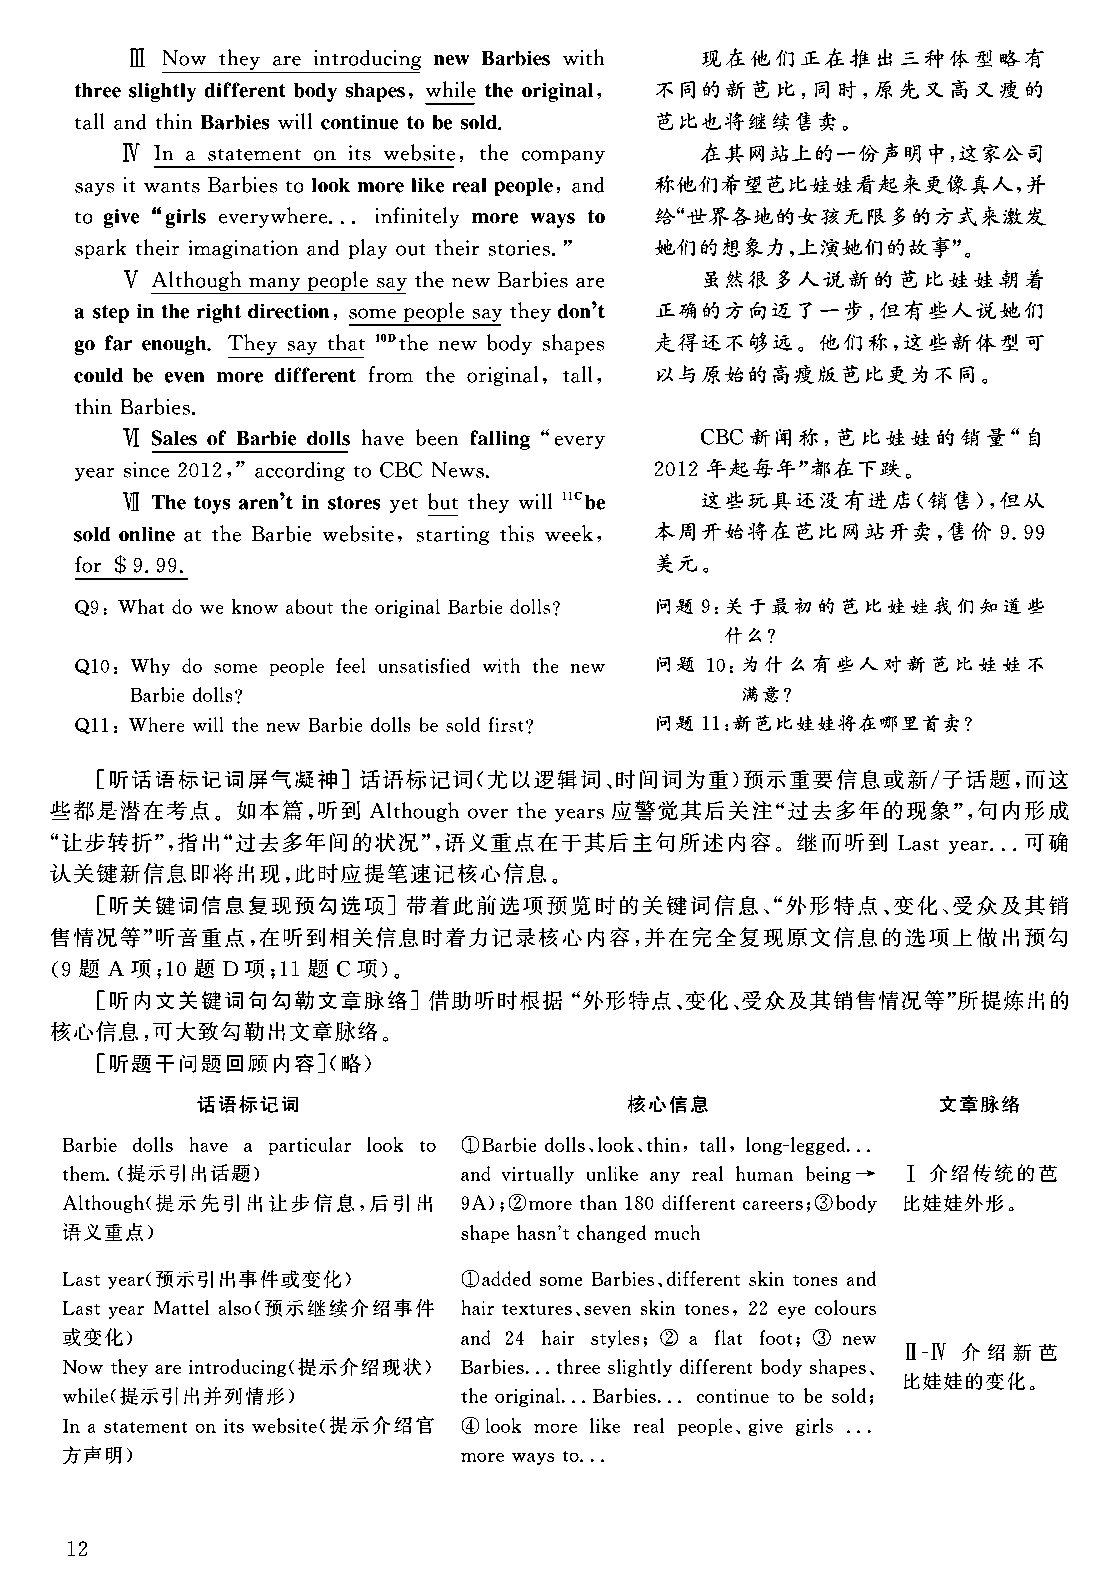 Ⅲ Now they are introducing new Barbies with
three slightly different body shapes, while the original,
tall and thin Barbies will continue to be sold.
Ⅳ In a statement on its website, the company
says it wants Barbies to look more like real people, and
to give “girls everywhere... infinitely more ways to
spark their imagination and play out their stories.”
Ⅴ Although many people say the new Barbies are
a step in the right direction, some people say they don't
go far enough. They say that 10D the new body shapes
could be even more different from the original, tall,
thin Barbies.
Ⅵ Sales of Barbie dolls have been falling “every
year since 2012,” according to CBC News.
Ⅶ The toys aren't in stores yet but they will 11C be
sold online at the Barbie website, starting this week,
for $9.99.
现在他们正在推出三种体型略有
不同的新芭比,同时,原先又高又瘦的
芭比也将继续售卖。
在其网站上的一份声明中,这家公司
称他们希望芭比娃娃看起来更像真人,并
给“世界各地的女孩无限多的方式来激发
她们的想象力,上演她们的故事”。
虽然很多人说新的芭比娃娃朝着
正确的方向迈了一步,但有些人说她们
走得还不够远。他们称,这些新体型可
以与原始的高瘦版芭比更为不同。
CBC新闻称,芭比娃娃的销量“自
2012年起每年”都在下跌。
这些玩具还没有进店(销售),但从
本周开始将在芭比网站开卖,售价9.99
美元。
Q9: What do we know about the original Barbie dolls?
问题9:关于最初的芭比娃娃我们知道些
什么?
Q10: Why do some people feel unsatisfied with the new
Barbie dolls?
问题10:为什么有些人对新芭比娃娃不
满意?
Q11: Where will the new Barbie dolls be sold first?
问题11:新芭比娃娃将在哪里首卖?
[听话语标记词屏气凝神]话语标记词(尤以逻辑词、时间词为重)预示重要信息或新/子话题,而这
些都是潜在考点。如本篇,听到Although over the years应警觉其后关注“过去多年的现象”,句内形成
“让步转折”,指出“过去多年间的状况”,语义重点在于其后主句所述内容。继而听到Last year...可确
认关键新信息即将出现,此时应提笔速记核心信息。
[听关键词信息复现预勾选项]带着此前选项预览时的关键词信息、“外形特点、变化、受众及其销
售情况等”听音重点,在听到相关信息时着力记录核心内容,并在完全复现原文信息的选项上做出预勾
(9题A项;10题D项;11题C项)。
[听内文关键词句勾勒文章脉络]借助听时根据“外形特点、变化、受众及其销售情况等”所提炼出的
核心信息,可大致勾勒出文章脉络。
[听题干问题回顾内容](略)
话语标记词 核心信息 文章脉络
Barbie dolls have a particular look to
them.(提示引出话题)
Although(提示先引出让步信息,后引出
语义重点)
①Barbie dolls、look、thin, tall, long-legged...
and virtually unlike any real human being→
9A);②more than 180 different careers;③body
shape hasn't changed much
Ⅰ 介绍传统的芭
比娃娃外形。
Last year(预示引出事件或变化)
Last year Mattel also(预示继续介绍事件
或变化)
Now they are introducing(提示介绍现状)
while(提示引出并列情形)
In a statement on its website(提示介绍官
方声明)
①added some Barbies、different skin tones and
hair textures、seven skin tones, 22 eye colours
and 24 hair styles; ② a flat foot; ③ new
Barbies...three slightly different body shapes、
the original...Barbies... continue to be sold;
④look more like real people、give girls ...
more ways to...
Ⅱ-Ⅳ 介绍新芭
比娃娃的变化。
12